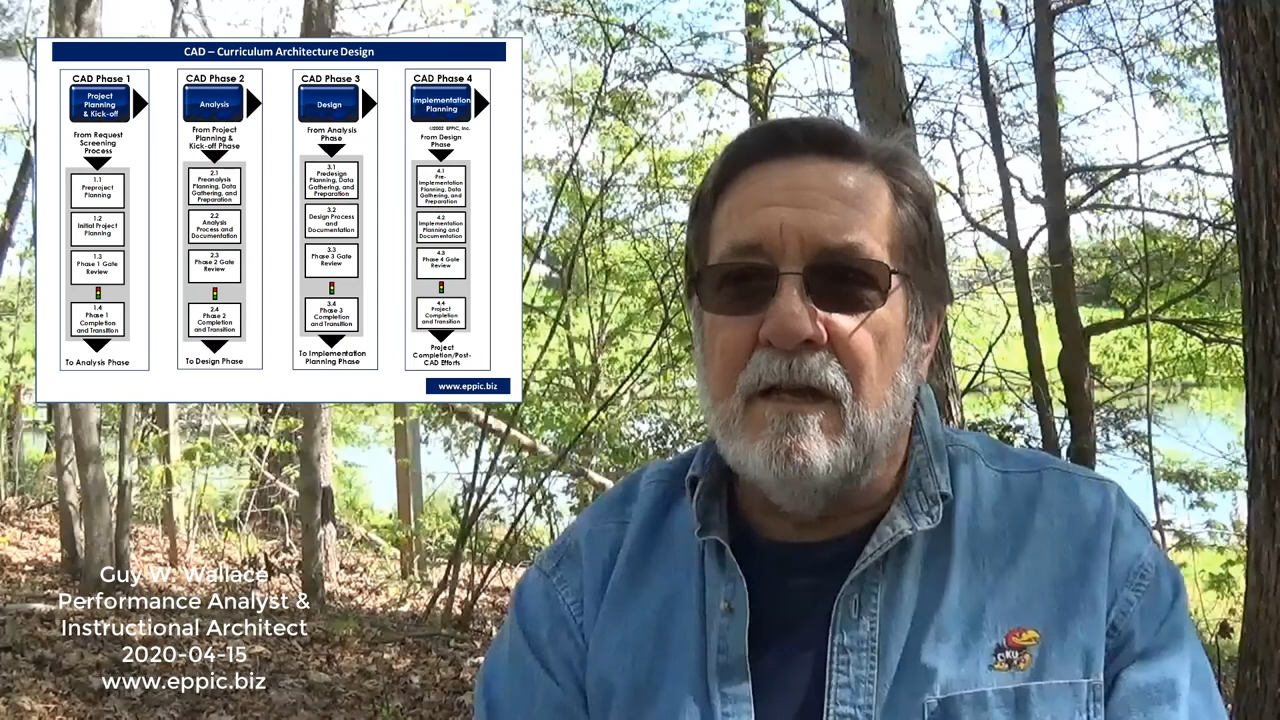 CAD – Curriculum Architecture Design
CAD Phase 1
Project
Planning
& Kick-off
From Request
Screening
Process
1.1
Preproject
Planning
1.2
Initial Project
Planning
1.3
Phase 1 Gate
Review
1.4
Phase 1
Completion
and Transition
To Analysis Phase
CAD Phase 2
Analysis
From Project
Planning &
Kick-off Phase
2.1
Preanalysis
Planning, Data
Gathering, and
Preparation
2.2
Analysis
Process and
Documentation
2.3
Phase 2 Gate
Review
2.4
Phase 2
Completion
and Transition
To Design Phase
CAD Phase 3
Design
From Analysis
Phase
3.1
Predesign
Planning, Data
Gathering, and
Preparation
3.2
Design Process
and
Documentation
3.3
Phase 3 Gate
Review
3.4
Phase 3
Completion
and Transition
To Implementation
Planning Phase
CAD Phase 4
Implementation
Planning
©2002 EPPIC, Inc.
From Design
Phase
4.1
Pre-
Implementation
Planning, Data
Gathering, and
Preparation
4.2
Implementation
Planning and
Documentation
4.3
Phase 4 Gate
Review
4.4
Project
Completion
and Transition
Project
Completion/Post-
CAD Efforts
www.eppic.biz
Guy W. Wallace
Performance Analyst &
Instructional Architect
2020-04-15
www.eppic.biz
KU